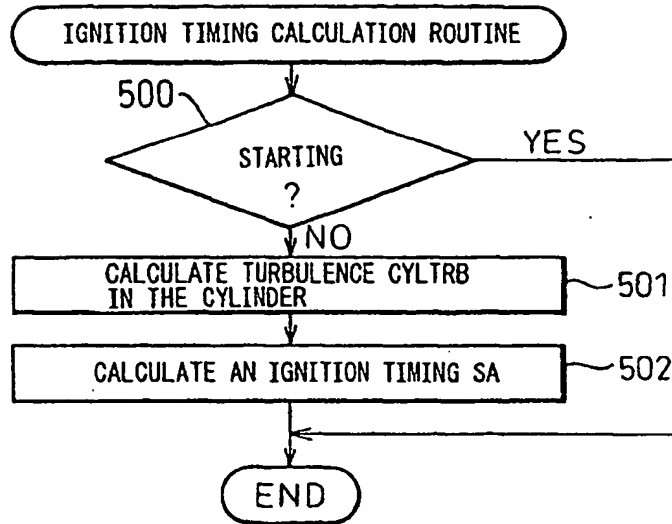 IGNITION TIMING CALCULATION ROUTINE
500
STARTING
?
YES
NO
CALCULATE TURBULENCE CYLTRB
IN THE CYLINDER
501
CALCULATE AN IGNITION TIMING SA
502
END